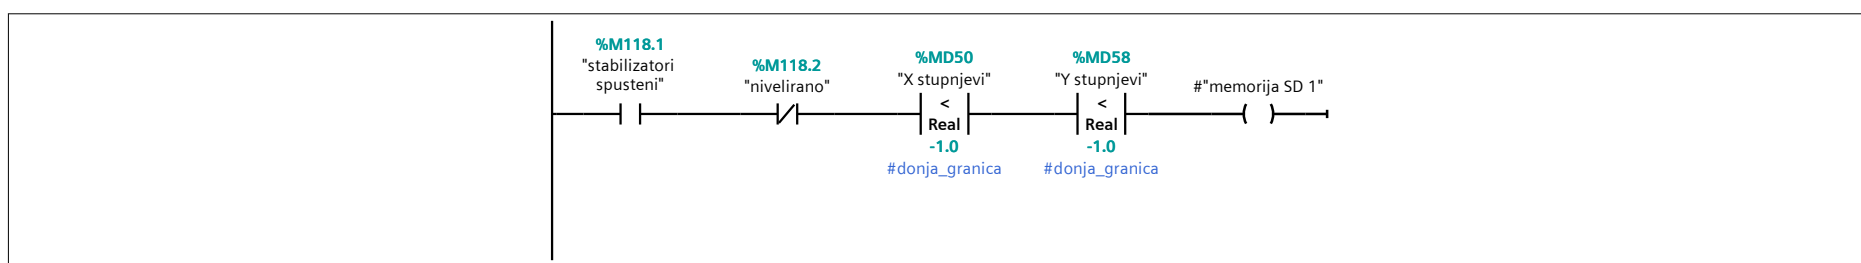 %M118.1
"stabilizatori
spusteni"
%M118.2
"nivelirano"
%MD50
"X stupnjevi"
<
Real
-1.0
#donja_granica
%MD58
"Y stupnjevi"
<
Real
-1.0
#donja_granica
#"memorija SD 1"